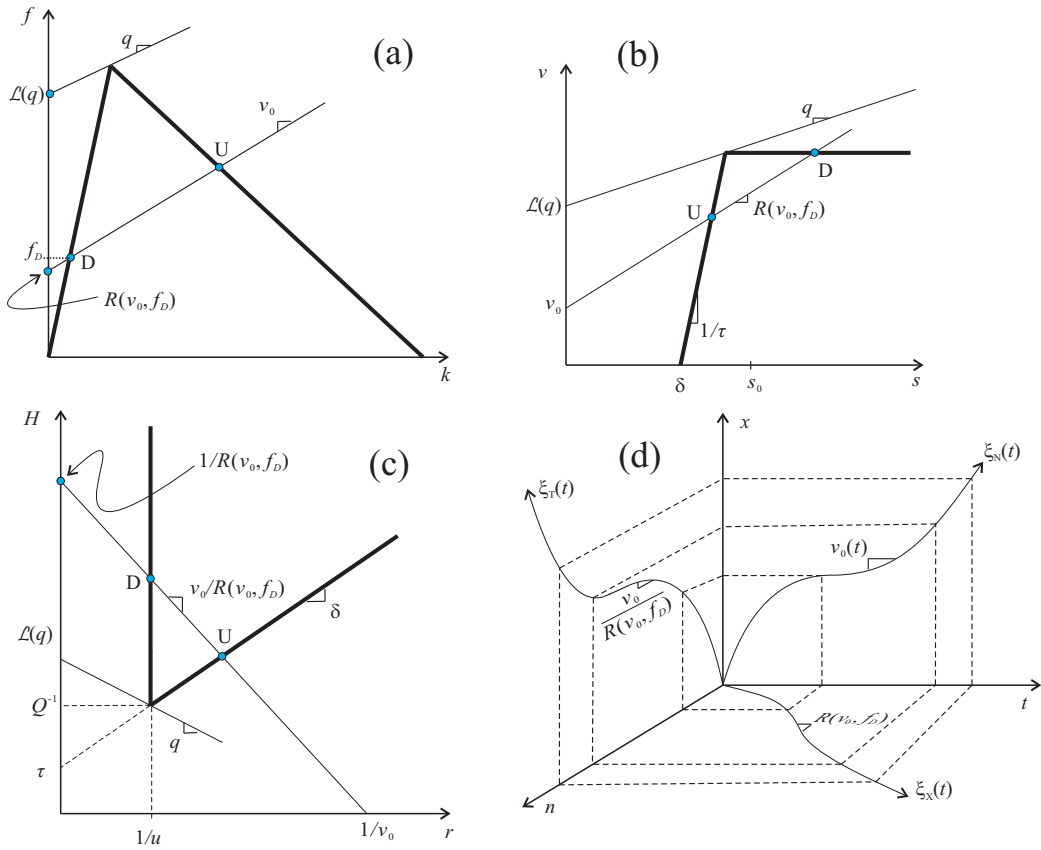 f
(a)
q
ℒ(q)
v₀
U
f_D
D
R(v₀, f_D)
k
(b)
v
q
D
ℒ(q)
U
R(v₀, f_D)
v₀
1/τ
δ
s₀
s
H
(c)
1/R(v₀, f_D)
D
v₀/R(v₀, f_D)
δ
ℒ(q)
U
Q⁻¹
q
τ
1/u
1/v₀
r
(d)
x
ξ_N(t)
ξ_T(t)
v₀(t)
v₀
R(v₀, f_D)
t
R(v₀, f_D)
n
ξ_X(t)